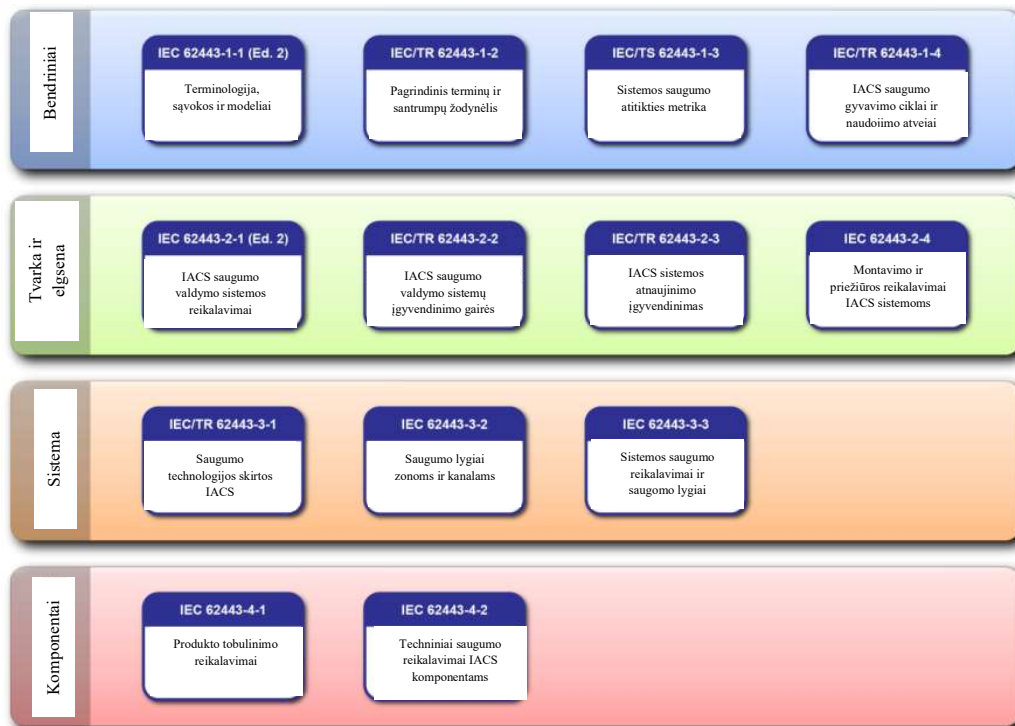 Bendriniai
IEC 62443-1-1 (Ed. 2)
Terminologija,
sąvokos ir modeliai
IEC/TR 62443-1-2
Pagrindinis terminų ir
santrumpų žodynėlis
IEC/TS 62443-1-3
Sistemos saugumo
atitikties metrika
IEC/TR 62443-1-4
IACS saugumo
gyvavimo ciklai ir
naudoiimo atveiai
Tvarka ir
elgsena
IEC 62443-2-1 (Ed. 2)
IACS saugumo
valdymo sistemos
reikalavimai
IEC/TR 62443-2-2
IACS saugumo
valdymo sistemų
įgyvendinimo gairės
IEC/TR 62443-2-3
IACS sistemos
atnaujinimo
įgyvendinimas
IEC 62443-2-4
Montavimo ir
priežiūros reikalavimai
IACS sistemoms
Sistema
IEC/TR 62443-3-1
Saugumo
technologijos skirtos
IACS
IEC 62443-3-2
Saugumo lygiai
zonoms ir kanalams
IEC 62443-3-3
Sistemos saugumo
reikalavimai ir
saugomo lygiai
Komponentai
IEC 62443-4-1
Produkto tobulinimo
reikalavimai
IEC 62443-4-2
Techniniai saugumo
reikalavimai IACS
komponentams